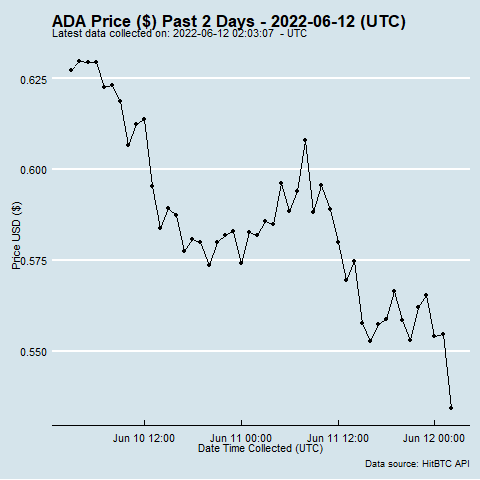 ADA Price ($) Past 2 Days - 2022-06-12 (UTC)
Latest data collected on: 2022-06-12 02:03:07  - UTC
0.625
0.600
0.575
0.550
Price USD ($)
Jun 10 12:00 Jun 11 00:00 Jun 11 12:00 Jun 12 00:00
Date Time Collected (UTC)
Data source: HitBTC API